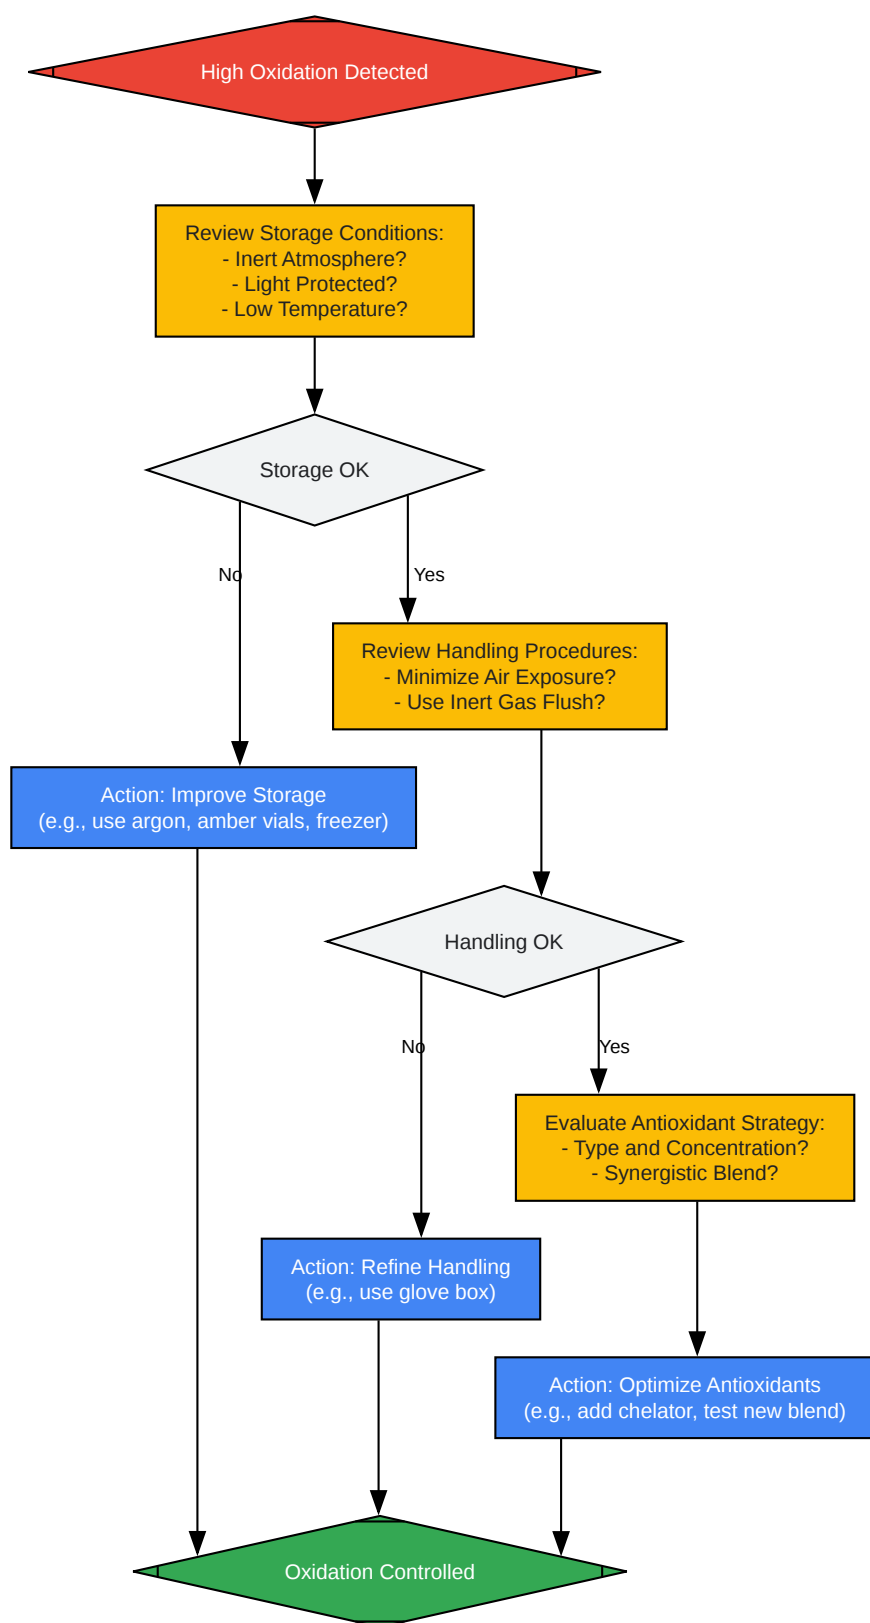 High Oxidation Detected
Review Storage Conditions:
- Inert Atmosphere?
- Light Protected?
- Low Temperature?
Storage OK
No
Yes
Review Handling Procedures:
- Minimize Air Exposure?
- Use Inert Gas Flush?
Action: Improve Storage
(e.g., use argon, amber vials, freezer)
Handling OK
No
Yes
Evaluate Antioxidant Strategy:
- Type and Concentration?
- Synergistic Blend?
Action: Refine Handling
(e.g., use glove box)
Action: Optimize Antioxidants
(e.g., add chelator, test new blend)
Oxidation Controlled